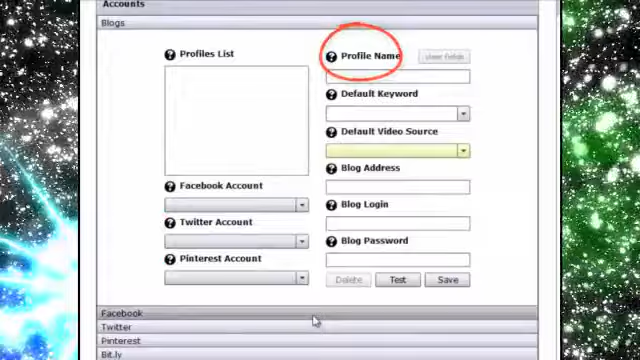 Accounts
Blogs
Profiles List
Profile Name
clear fields
Default Keyword
Default Video Source
Blog Address
Facebook Account
Blog Login
Twitter Account
Blog Password
Pinterest Account
Delete
Test
Save
Facebook
Twitter
Pinterest
Bit.ly